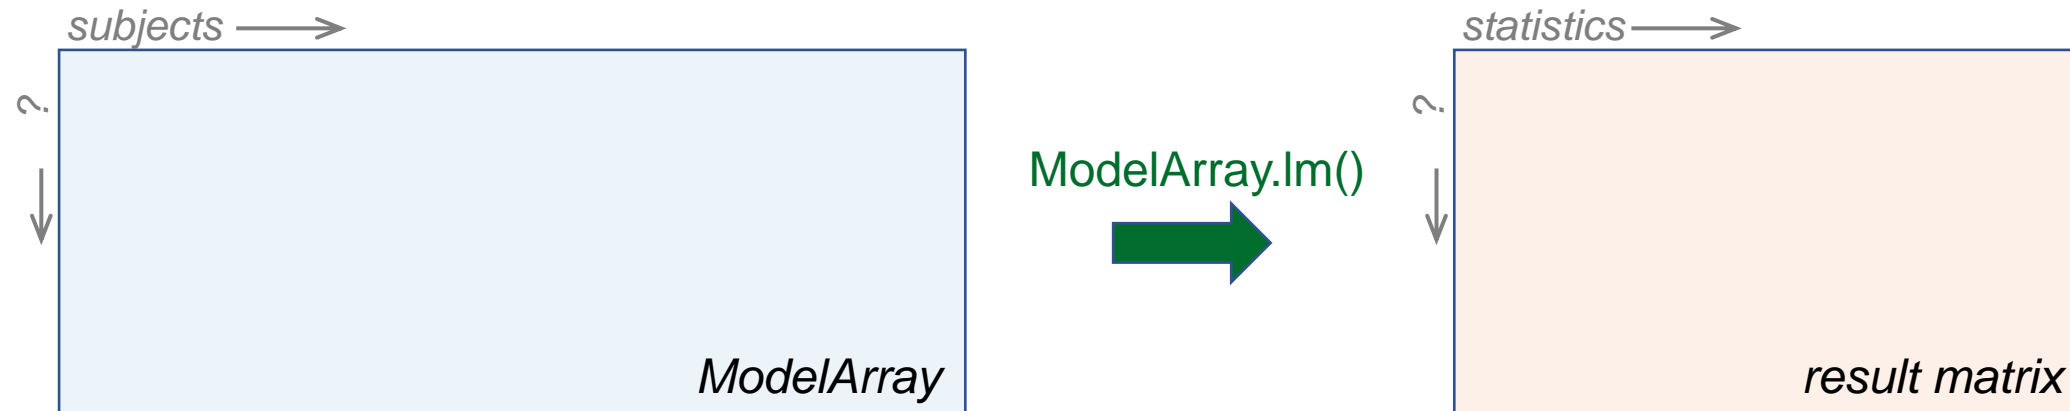 subjects
statistics
?
?
ModelArray.lm()
ModelArray
result matrix